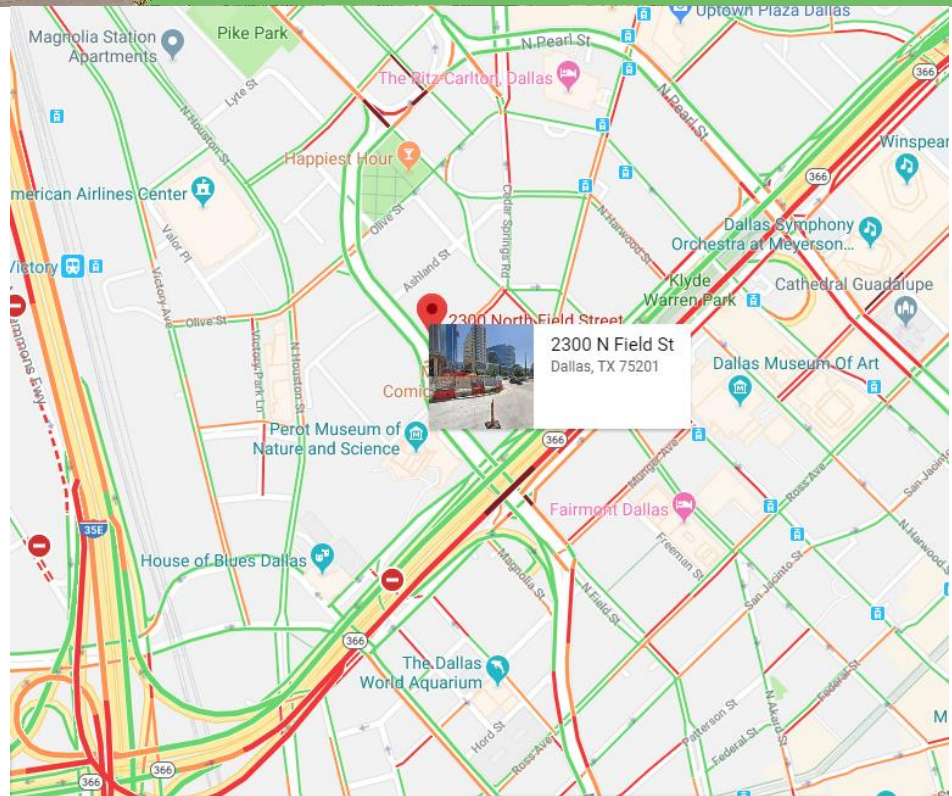 Uptown Plaza Dallas
Magnolia Station
Apartments
Pike Park
N Pearl St
366
The Ritz-Carlton, Dallas
Lyte St
N Pearl St
N Houston St
Winspear
Happiest Hour
366
merican Airlines Center
Cedar Springs Rd
Olive St
N Harwood St
Dallas Symphony
Orchestra at Meyerson...
Valor Pl
Ashland St
Victory
Klyde
Warren Park
Cathedral Guadalupe
Victory Ave
Olive St
2300 North Field Street
2300 N Field St
Dallas, TX 75201
Victory Park Ln
N Houston St
Dallas Museum Of Art
emmons Fwy
Comic
Perot Museum of
Nature and Science
366
Munger Ave
Ross Ave
San Jacinto
Fairmont Dallas
35E
Freeman St
N Harwood S
House of Blues Dallas
Magnolia St
San Jacinto St
N Field St
366
The Dallas
World Aquarium
Federal St
N Akard St
Patterson St
Hord St
M
Federal St
Ross Ave
366
366